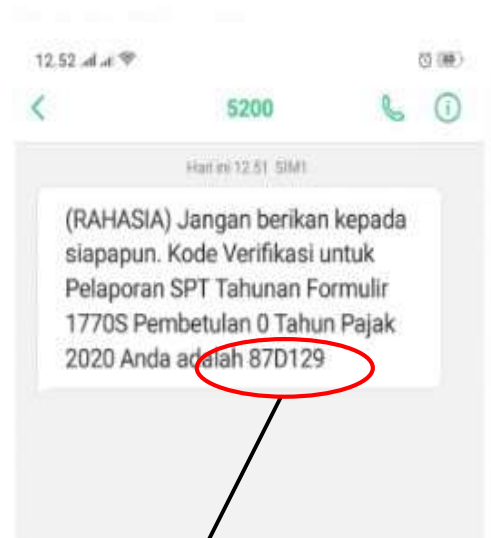 12.52
5200
Hari ini 12.51 SIM1
(RAHASIA) Jangan berikan kepada
siapapun. Kode Verifikasi untuk
Pelaporan SPT Tahunan Formulir
1770S Pembetulan 0 Tahun Pajak
2020 Anda adalah 87D129